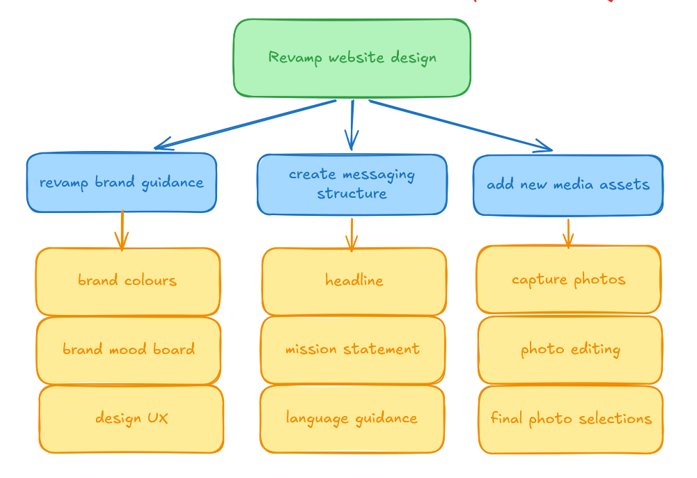 Revamp website design
revamp brand guidance
create messaging
structure
add new media assets
brand colours
brand mood board
design UX
headline
mission statement
language guidance
capture photos
photo editing
final photo selections